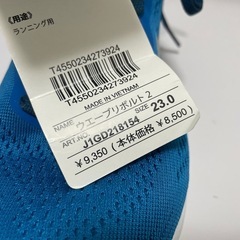 《用途》
ランニング用
T4550234273924
T4550234273924
MADE IN VIETNAM
NAME ウエーブリボルト 2
ART.NO. J1GD218154 SIZE 23.0
￥9,350 (本体価格 ￥8,500)